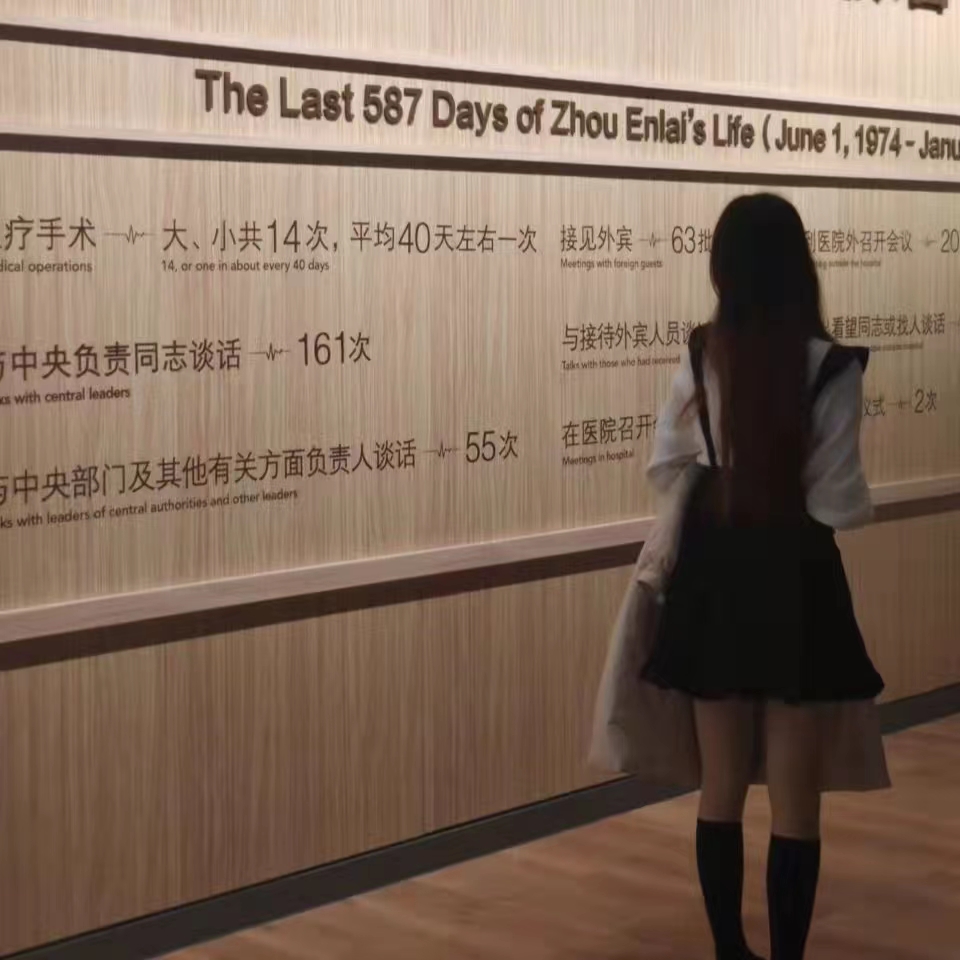 The Last 587 Days of Zhou Enlai's Life (June 1, 1974 - Janu
疗手术 大、小共14次，平均40天左右一次
dical operations 14, or one in about every 40 days
中央负责同志谈话 161次
ks with central leaders
中央部门及其他有关方面负责人谈话 55次
ks with leaders of central authorities and other leaders
接见外宾 63批
Meetings with foreign guests
与接待外宾人员谈
Talks with those who had received
在医院召开
Meetings in hospital
到医院外召开会议 20
outside the hospital
看望同志或找人谈话
仪式 2次